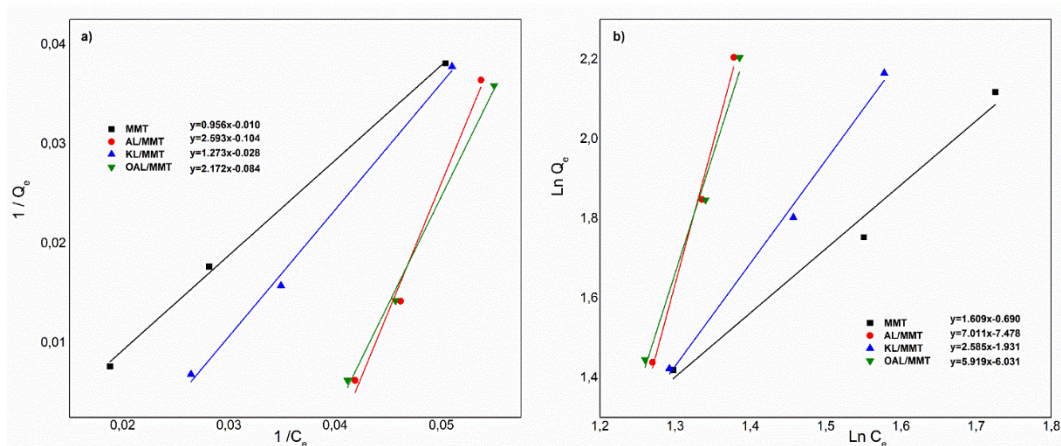 a)
0,04
0,03
0,02
0,01
1 / Qe
MMT y=0.956x-0.010
AL/MMT y=2.593x-0.104
KL/MMT y=1.273x-0.028
OAL/MMT y=2.172x-0.084
0,02 0,03 0,04 0,05
1 /Ce
b)
2,2
2,0
1,8
1,6
1,4
Ln Qe
MMT y=1.609x-0.690
AL/MMT y=7.011x-7.478
KL/MMT y=2.585x-1.931
OAL/MMT y=5.919x-6.031
1,2 1,3 1,4 1,5 1,6 1,7 1,8
Ln Ce